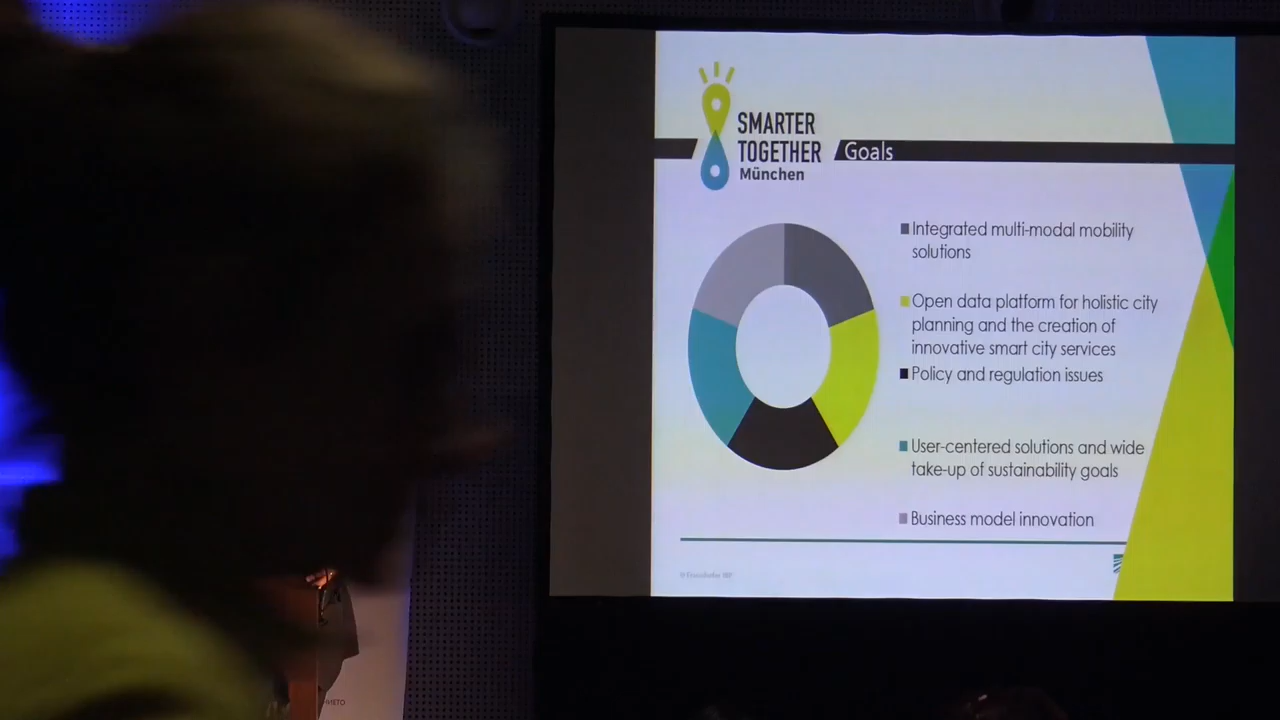 SMARTER
TOGETHER
München
Goals
Integrated multi-modal mobility
solutions
Open data platform for holistic city
planning and the creation of
innovative smart city services
Policy and regulation issues
User-centered solutions and wide
take-up of sustainability goals
Business model innovation